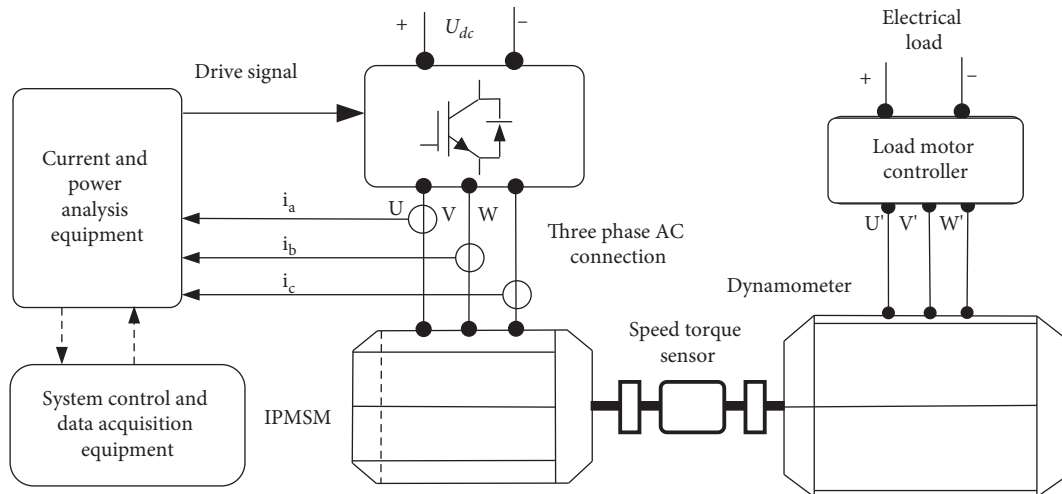 Electrical
load
+ U_dc −
+ −
Drive signal
Current and
power
analysis
equipment
Load motor
controller
i_a
U V W
U' V' W'
i_b
Three phase AC
connection
i_c
Dynamometer
Speed torque
sensor
System control and
data acquisition
equipment
IPMSM